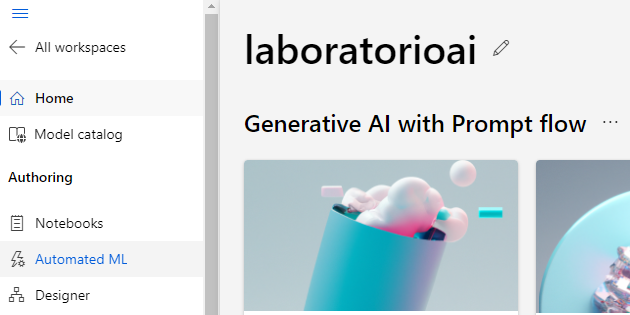 All workspaces
Home
Model catalog
Authoring
Notebooks
Automated ML
Designer
laboratorioai
Generative AI with Prompt flow ...